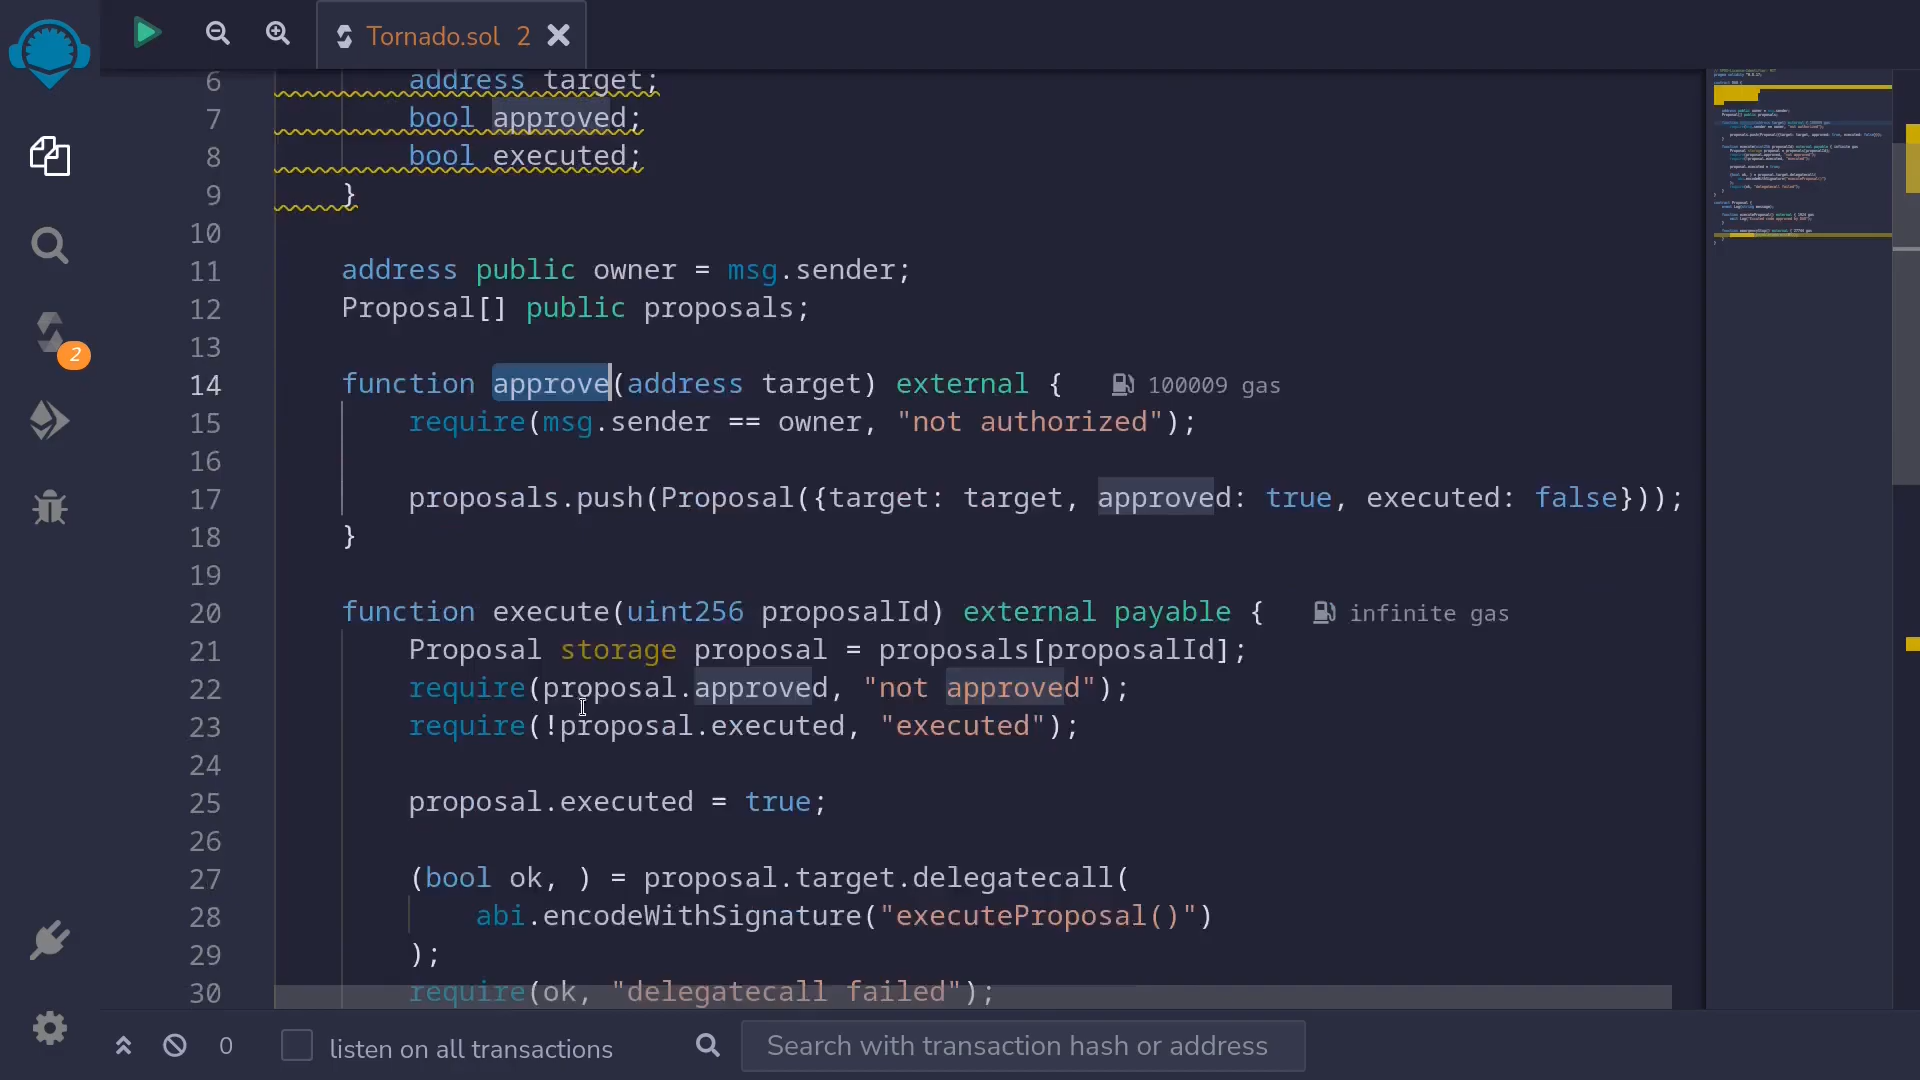 Tornado.sol 2
6 address target;
7 bool approved;
8 bool executed;
9 }
10
11 address public owner = msg.sender;
12 Proposal[] public proposals;
13
14 function approve(address target) external { 100009 gas
15 require(msg.sender == owner, "not authorized");
16
17 proposals.push(Proposal({target: target, approved: true, executed: false}));
18 }
19
20 function execute(uint256 proposalId) external payable { infinite gas
21 Proposal storage proposal = proposals[proposalId];
22 require(proposal.approved, "not approved");
23 require(!proposal.executed, "executed");
24
25 proposal.executed = true;
26
27 (bool ok, ) = proposal.target.delegatecall(
28 abi.encodeWithSignature("executeProposal()")
29 );
30 require(ok, "delegatecall failed");
2
0 listen on all transactions Search with transaction hash or address